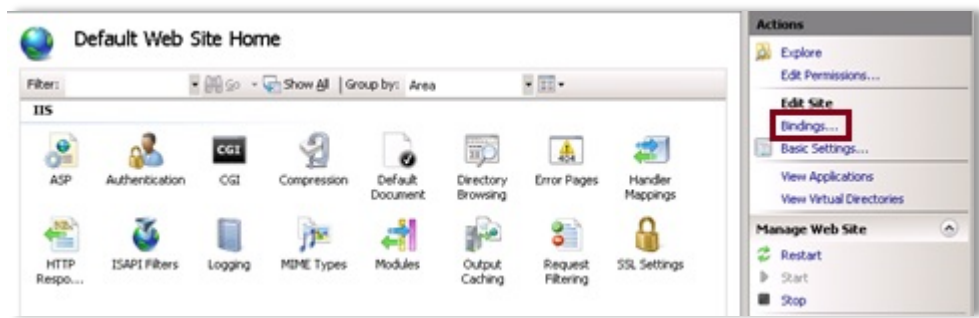 Default Web Site Home
Filter: Go Show All Group by: Area
IIS
CGI
404
ASP Authentication CGI Compression Default Document Directory Browsing Error Pages Handler Mappings
HTTP Respo... ISAPI Filters Logging MIME Types Modules Output Caching Request Filtering SSL Settings
Actions
Explore
Edit Permissions...
Edit Site
Bindings...
Basic Settings...
View Applications
View Virtual Directories
Manage Web Site
Restart
Start
Stop